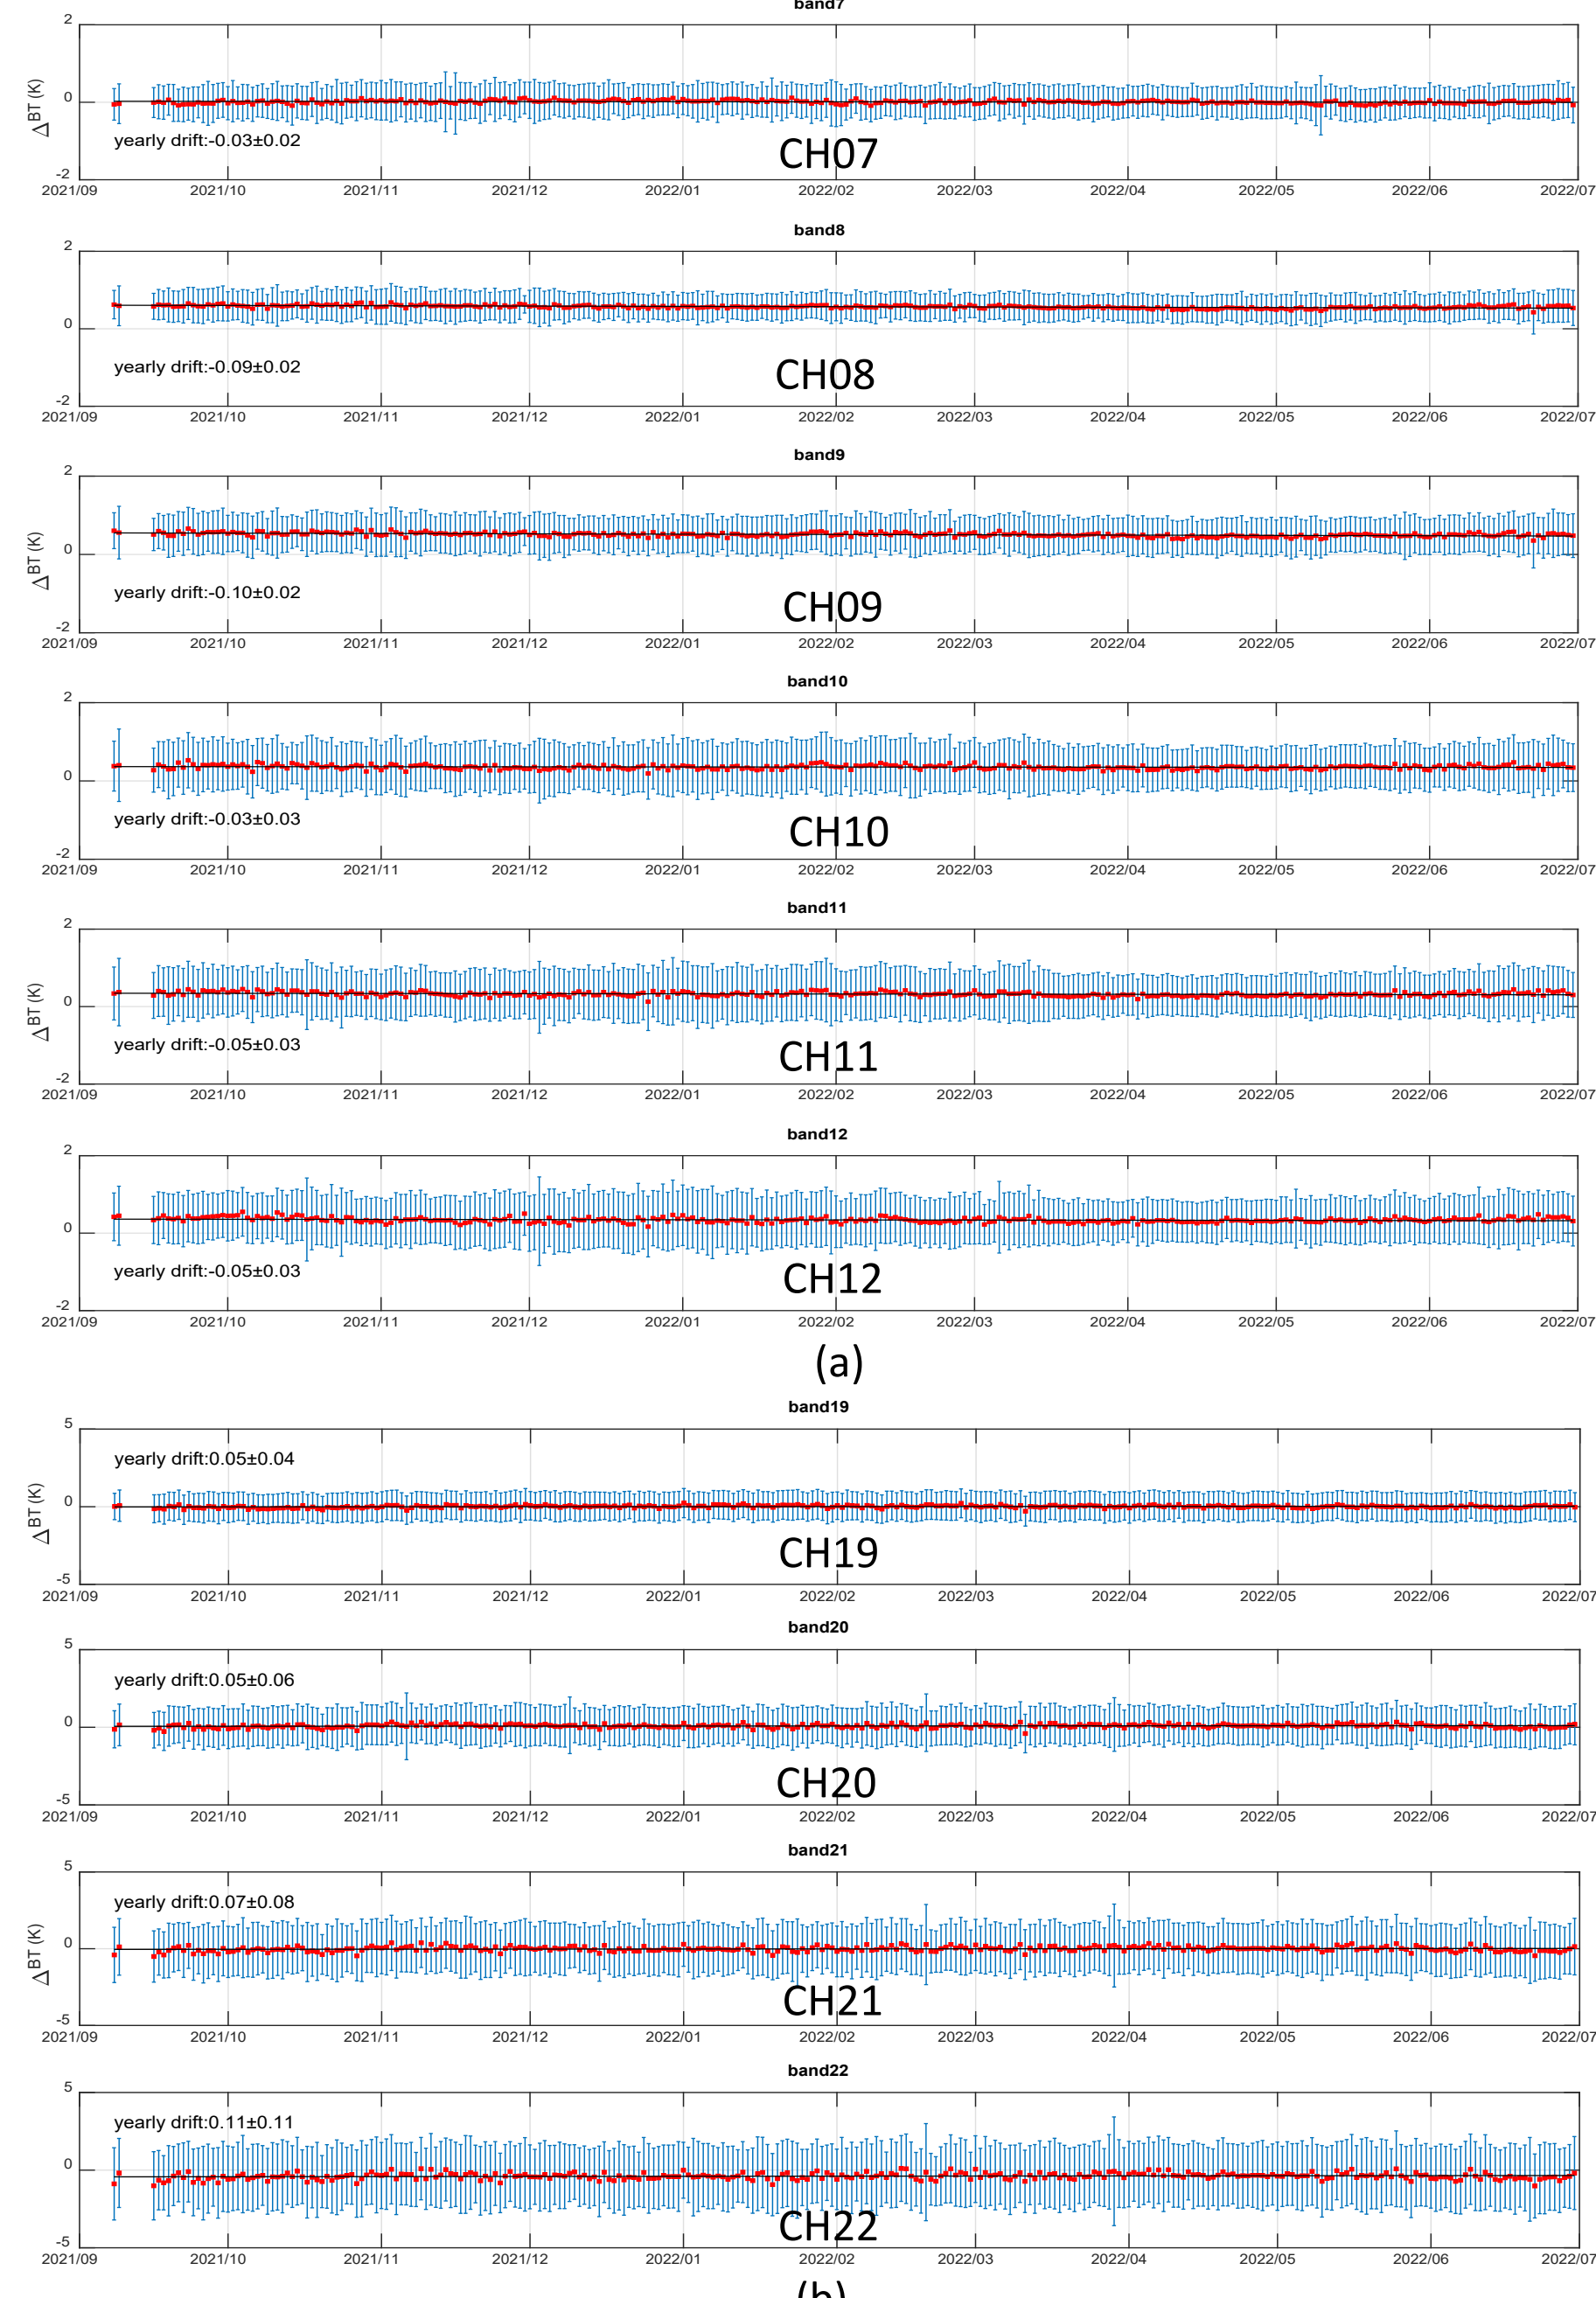 band7
2
0
-2
Δ BT (K)
yearly drift:-0.03±0.02
CH07
2021/09 2021/10 2021/11 2021/12 2022/01 2022/02 2022/03 2022/04 2022/05 2022/06 2022/07
band8
2
0
-2
yearly drift:-0.09±0.02
CH08
2021/09 2021/10 2021/11 2021/12 2022/01 2022/02 2022/03 2022/04 2022/05 2022/06 2022/07
band9
2
0
-2
Δ BT (K)
yearly drift:-0.10±0.02
CH09
2021/09 2021/10 2021/11 2021/12 2022/01 2022/02 2022/03 2022/04 2022/05 2022/06 2022/07
band10
2
0
-2
yearly drift:-0.03±0.03
CH10
2021/09 2021/10 2021/11 2021/12 2022/01 2022/02 2022/03 2022/04 2022/05 2022/06 2022/07
band11
2
0
-2
Δ BT (K)
yearly drift:-0.05±0.03
CH11
2021/09 2021/10 2021/11 2021/12 2022/01 2022/02 2022/03 2022/04 2022/05 2022/06 2022/07
band12
2
0
-2
yearly drift:-0.05±0.03
CH12
2021/09 2021/10 2021/11 2021/12 2022/01 2022/02 2022/03 2022/04 2022/05 2022/06 2022/07
(a)
band19
5
0
-5
Δ BT (K)
yearly drift:0.05±0.04
CH19
2021/09 2021/10 2021/11 2021/12 2022/01 2022/02 2022/03 2022/04 2022/05 2022/06 2022/07
band20
5
0
-5
yearly drift:0.05±0.06
CH20
2021/09 2021/10 2021/11 2021/12 2022/01 2022/02 2022/03 2022/04 2022/05 2022/06 2022/07
band21
5
0
-5
Δ BT (K)
yearly drift:0.07±0.08
CH21
2021/09 2021/10 2021/11 2021/12 2022/01 2022/02 2022/03 2022/04 2022/05 2022/06 2022/07
band22
5
0
-5
yearly drift:0.11±0.11
CH22
2021/09 2021/10 2021/11 2021/12 2022/01 2022/02 2022/03 2022/04 2022/05 2022/06 2022/07
(b)